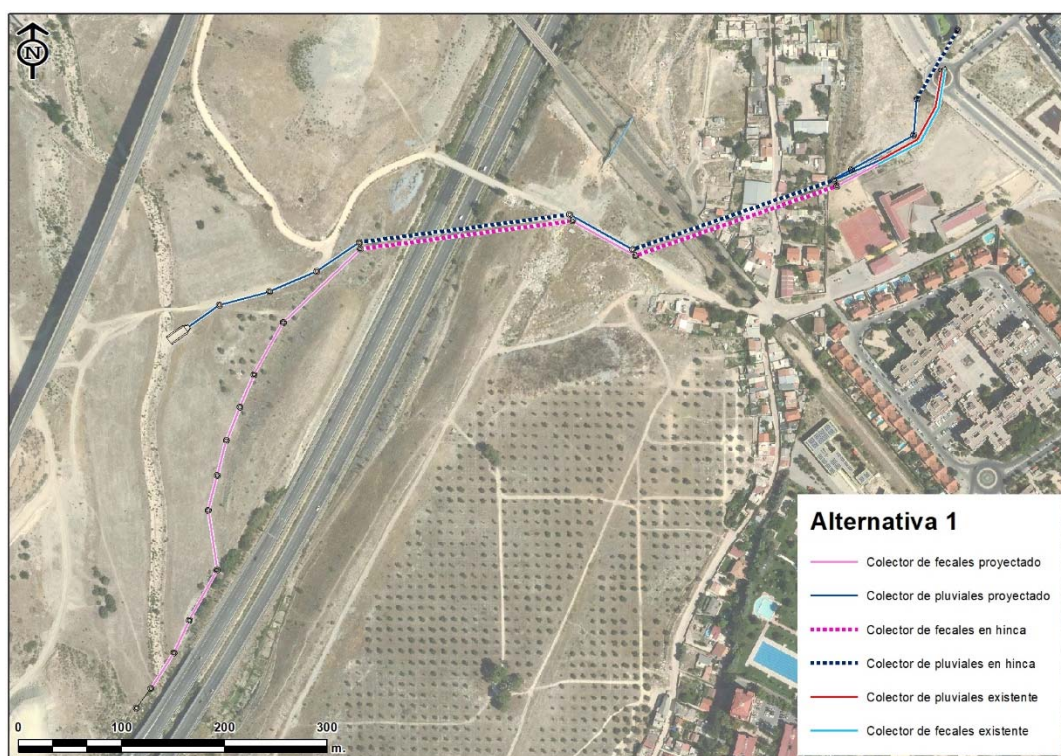 N
Alternativa 1
Colector de fecales proyectado
Colector de pluviales proyectado
Colector de fecales en hinca
Colector de pluviales en hinca
Colector de pluviales existente
Colector de fecales existente
0 100 200 300
m.